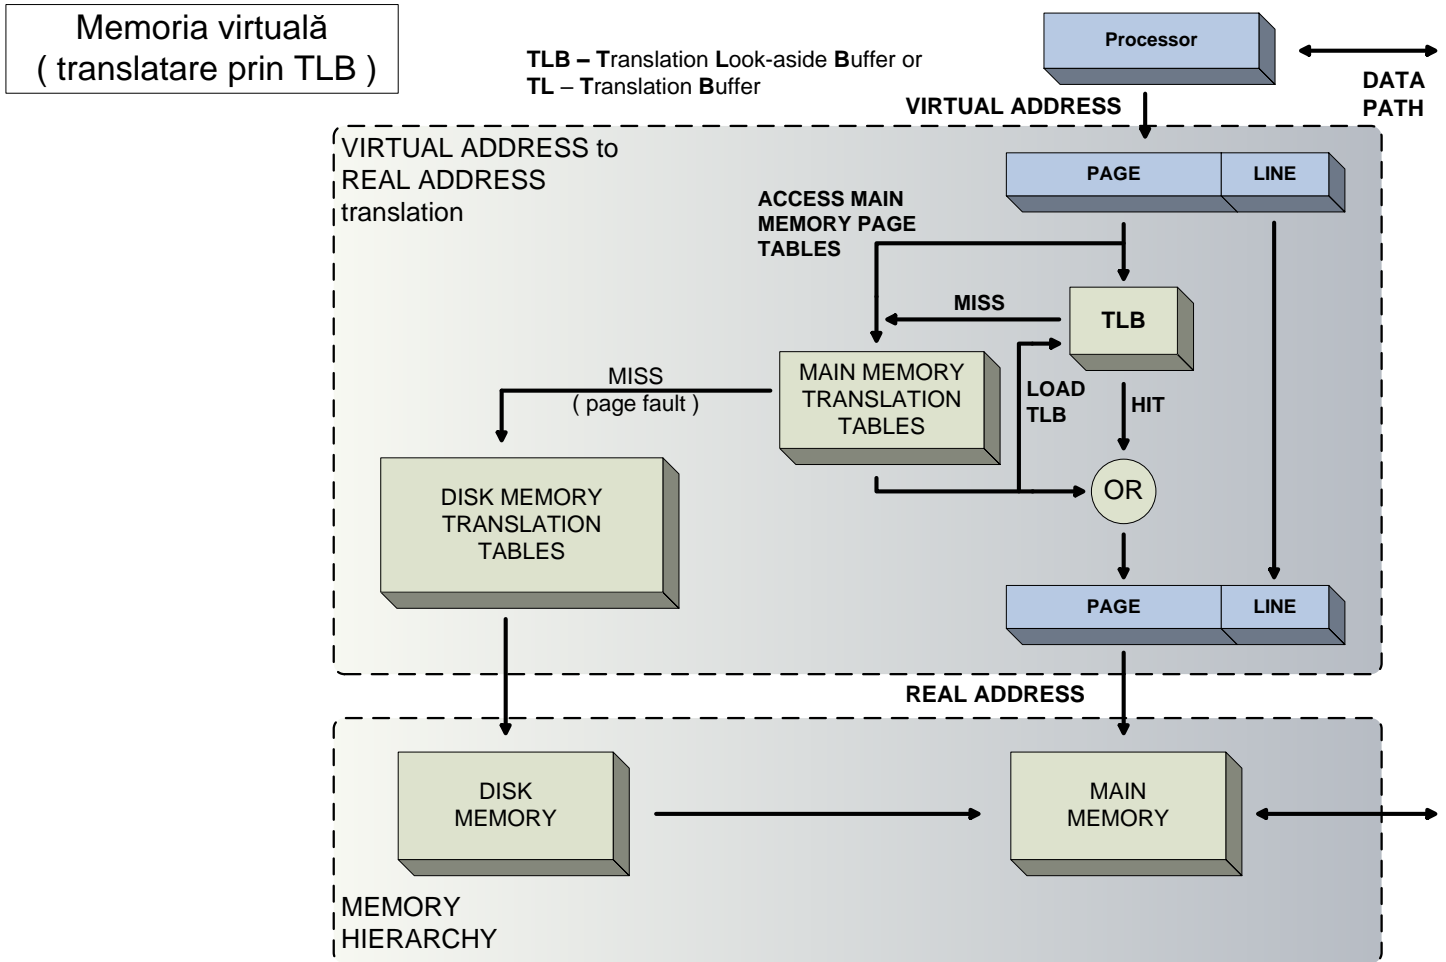 Memoria virtuală
( translatare prin TLB )
TLB – Translation Look-aside Buffer or
TL – Translation Buffer
Processor
DATA
PATH
VIRTUAL ADDRESS
VIRTUAL ADDRESS to
REAL ADDRESS
translation
PAGE
LINE
ACCESS MAIN
MEMORY PAGE
TABLES
MISS
TLB
MAIN MEMORY
TRANSLATION
TABLES
LOAD
TLB
HIT
MISS
( page fault )
OR
DISK MEMORY
TRANSLATION
TABLES
PAGE
LINE
REAL ADDRESS
DISK
MEMORY
MAIN
MEMORY
MEMORY
HIERARCHY